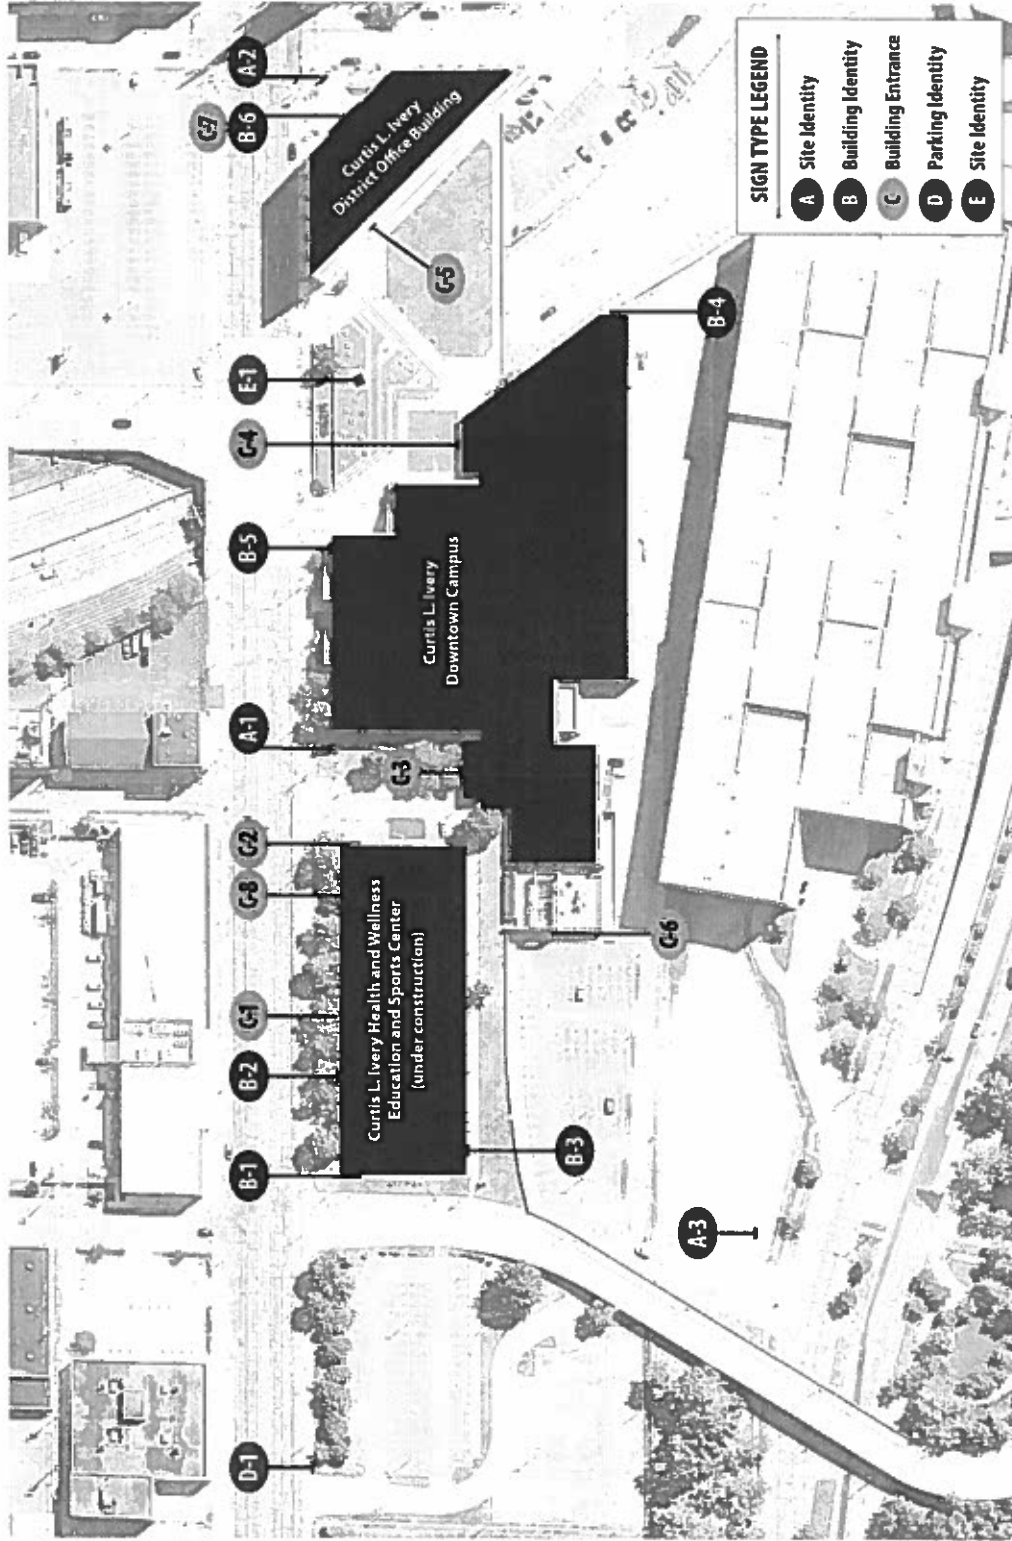 D-1
B-1
B-2
C-1
C-8
C-2
A-1
B-5
C-4
E-1
C-7
B-6
A-2
Curtis L. Ivery
District Office Building
C-5
Curtis L. Ivery
Downtown Campus
C-3
Curtis L. Ivery Health and Wellness
Education and Sports Center
(under construction)
B-3
C-6
B-4
A-3
SIGN TYPE LEGEND
A Site Identity
B Building Identity
C Building Entrance
D Parking Identity
E Site Identity